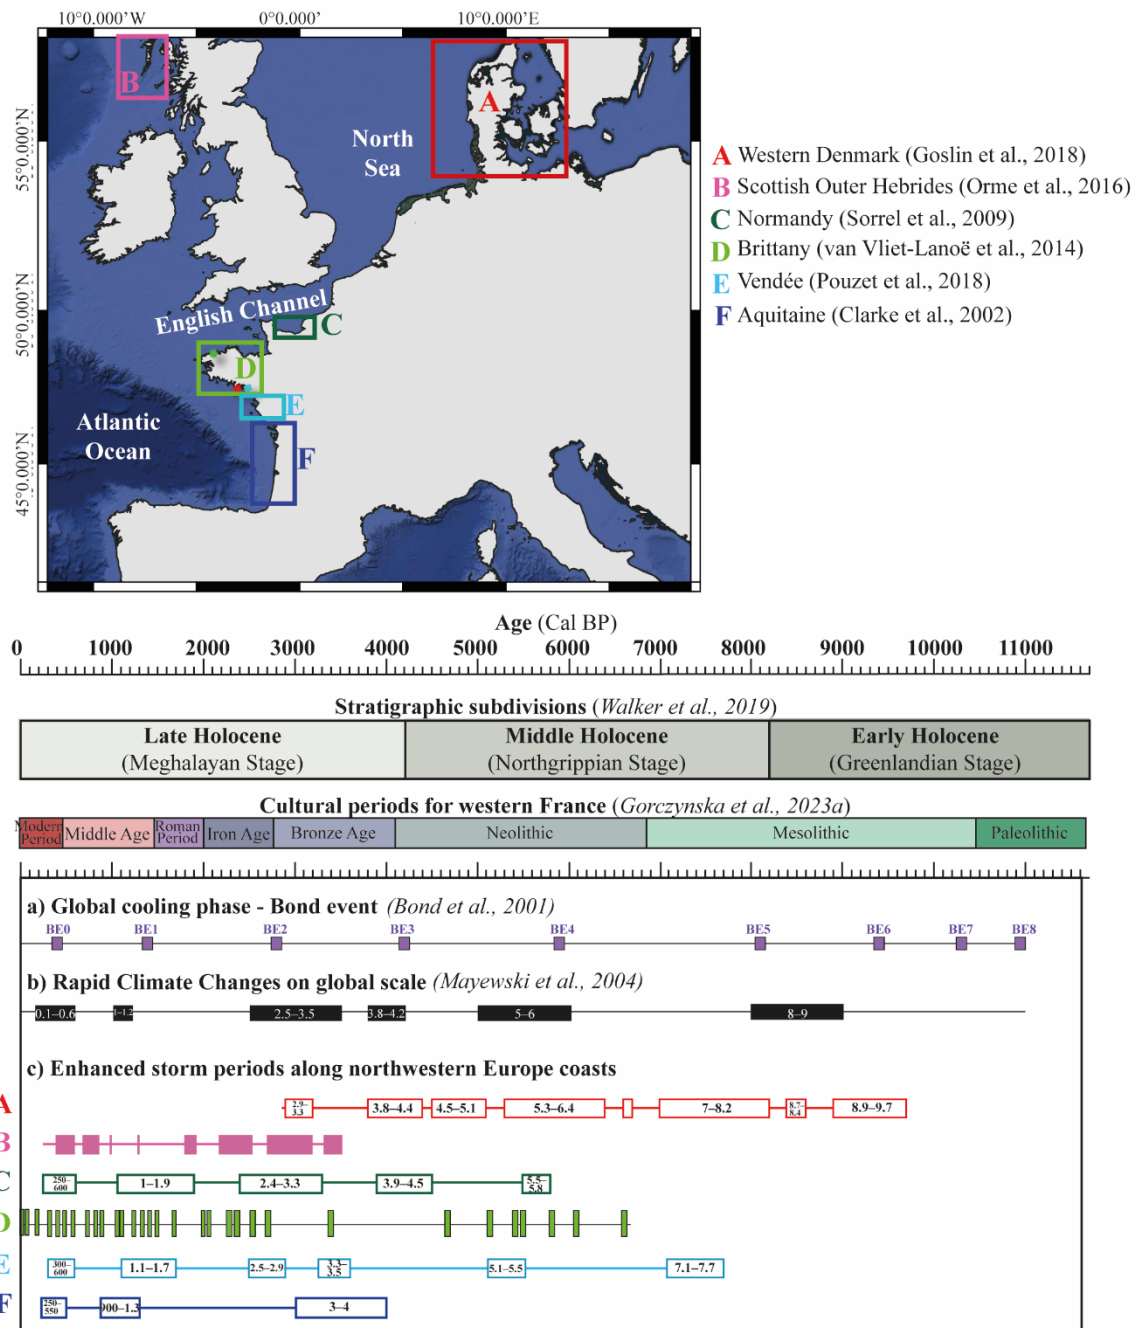 10°0.000’W
0°0.000’
10°0.000’E
55°0.000’N
50°0.000’N
45°0.000’N
B
A
North
Sea
English Channel
C
D
E
F
Atlantic
Ocean
A Western Denmark (Goslin et al., 2018)
B Scottish Outer Hebrides (Orme et al., 2016)
C Normandy (Sorrel et al., 2009)
D Brittany (van Vliet-Lanoë et al., 2014)
E Vendée (Pouzet et al., 2018)
F Aquitaine (Clarke et al., 2002)
Age (Cal BP)
0 1000 2000 3000 4000 5000 6000 7000 8000 9000 10000 11000
Stratigraphic subdivisions (Walker et al., 2019)
Late Holocene
(Meghalayan Stage)
Middle Holocene
(Northgrippian Stage)
Early Holocene
(Greenlandian Stage)
Cultural periods for western France (Gorczynska et al., 2023a)
Modern
Period
Middle Age
Roman
Period
Iron Age
Bronze Age
Neolithic
Mesolithic
Paleolithic
a) Global cooling phase - Bond event (Bond et al., 2001)
BE0 BE1 BE2 BE3 BE4 BE5 BE6 BE7 BE8
b) Rapid Climate Changes on global scale (Mayewski et al., 2004)
0.1–0.6 1–1.2 2.5–3.5 3.8–4.2 5–6 8–9
c) Enhanced storm periods along northwestern Europe coasts
A 2.9–3.3 3.8–4.4 4.5–5.1 5.3–6.4 7–8.2 8.7–8.4 8.9–9.7
B
C 250–600 1–1.9 2.4–3.3 3.9–4.5 5.5–5.8
D
E 300–600 1.1–1.7 2.5–2.9 3.3–3.5 5.1–5.5 7.1–7.7
F 250–550 900–1.3 3–4